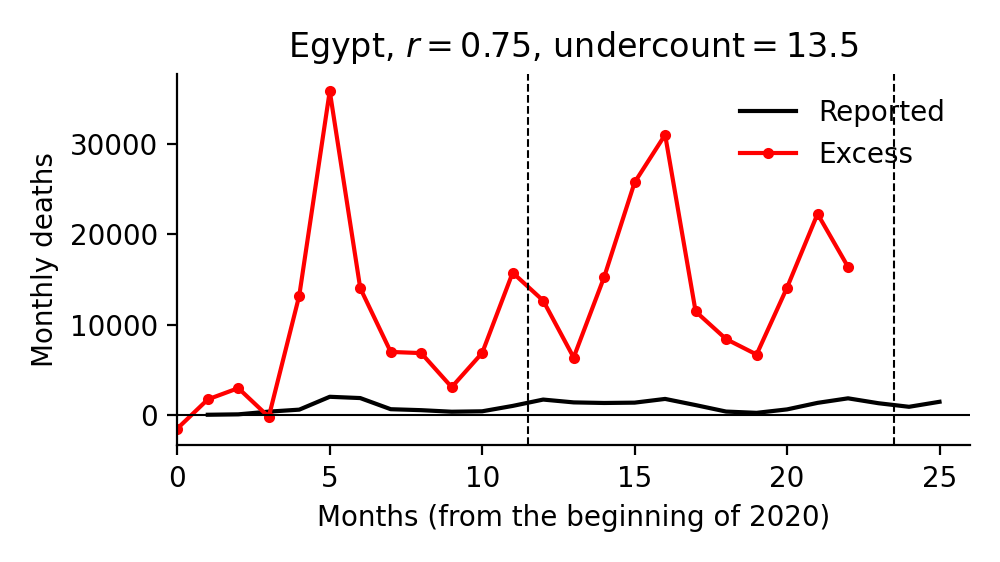 Egypt, r = 0.75, undercount = 13.5
Reported
Excess
Monthly deaths
30000
20000
10000
0
0 5 10 15 20 25
Months (from the beginning of 2020)